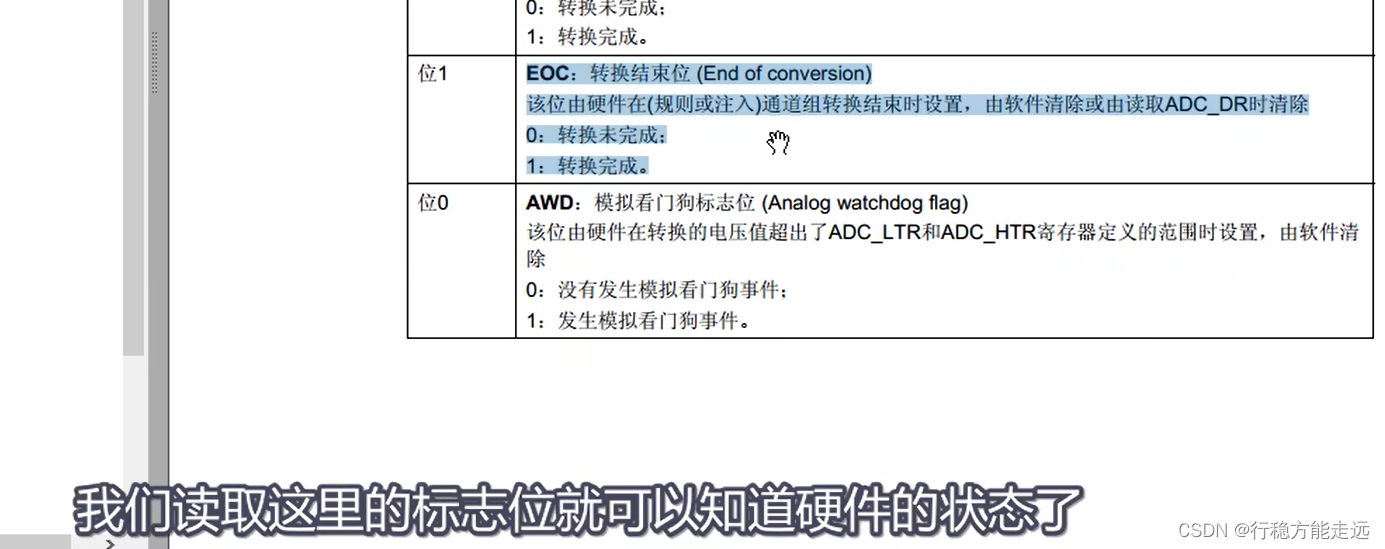 0：转换未完成；
1：转换完成。
位1
EOC：转换结束位 (End of conversion)
该位由硬件在(规则或注入)通道组转换结束时设置，由软件清除或由读取ADC_DR时清除
0：转换未完成；
1：转换完成。
位0
AWD：模拟看门狗标志位 (Analog watchdog flag)
该位由硬件在转换的电压值超出了ADC_LTR和ADC_HTR寄存器定义的范围时设置，由软件清
除
0：没有发生模拟看门狗事件；
1：发生模拟看门狗事件。
我们读取这里的标志位就可以知道硬件的状态了
CSDN @行稳方能走远